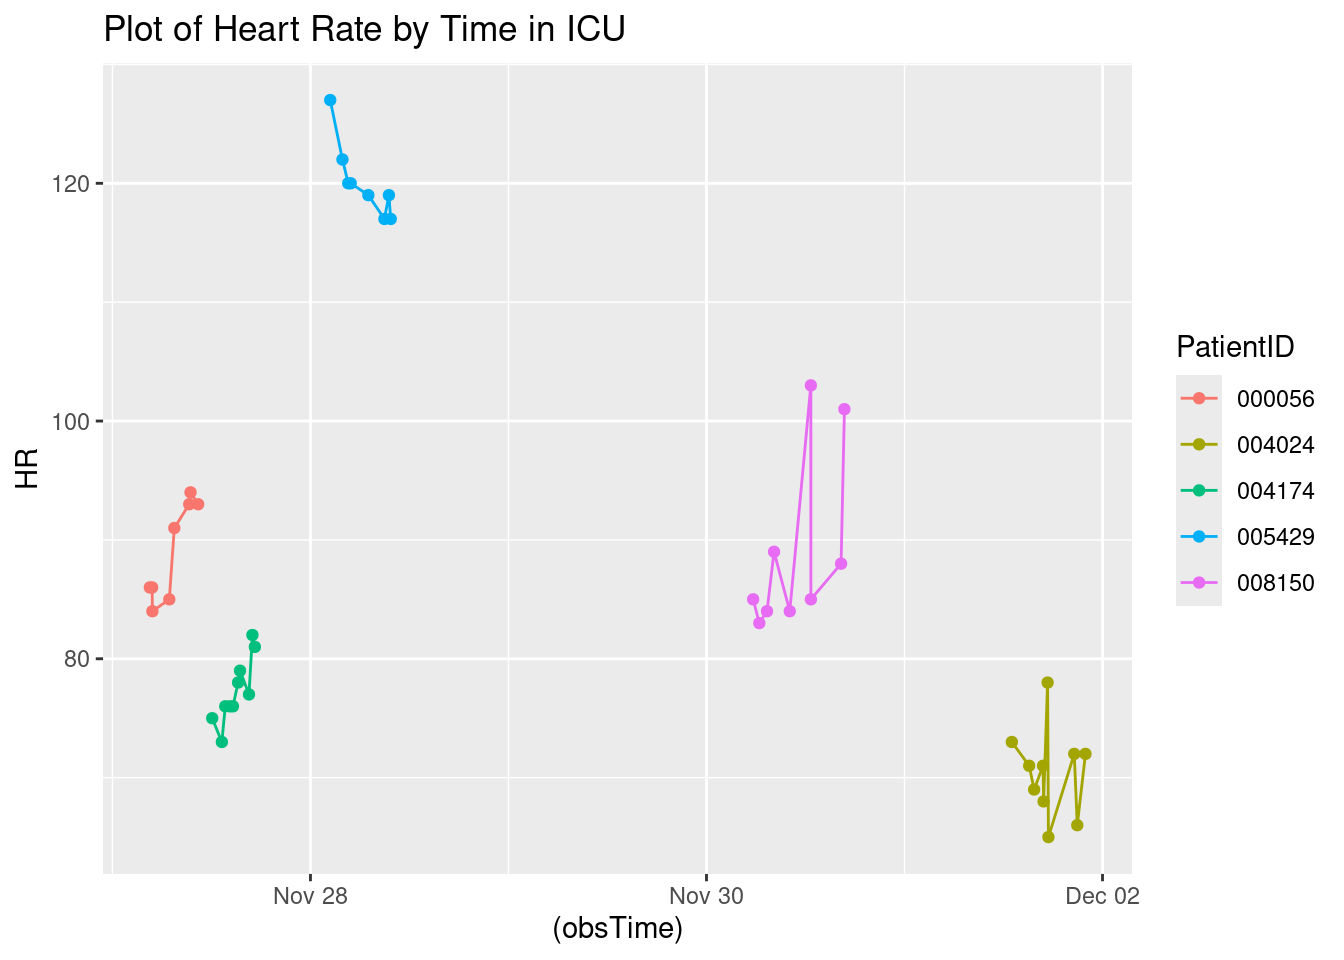 Plot of Heart Rate by Time in ICU
HR
120
100
80
Nov 28
Nov 30
Dec 02
(obsTime)
PatientID
000056
004024
004174
005429
008150